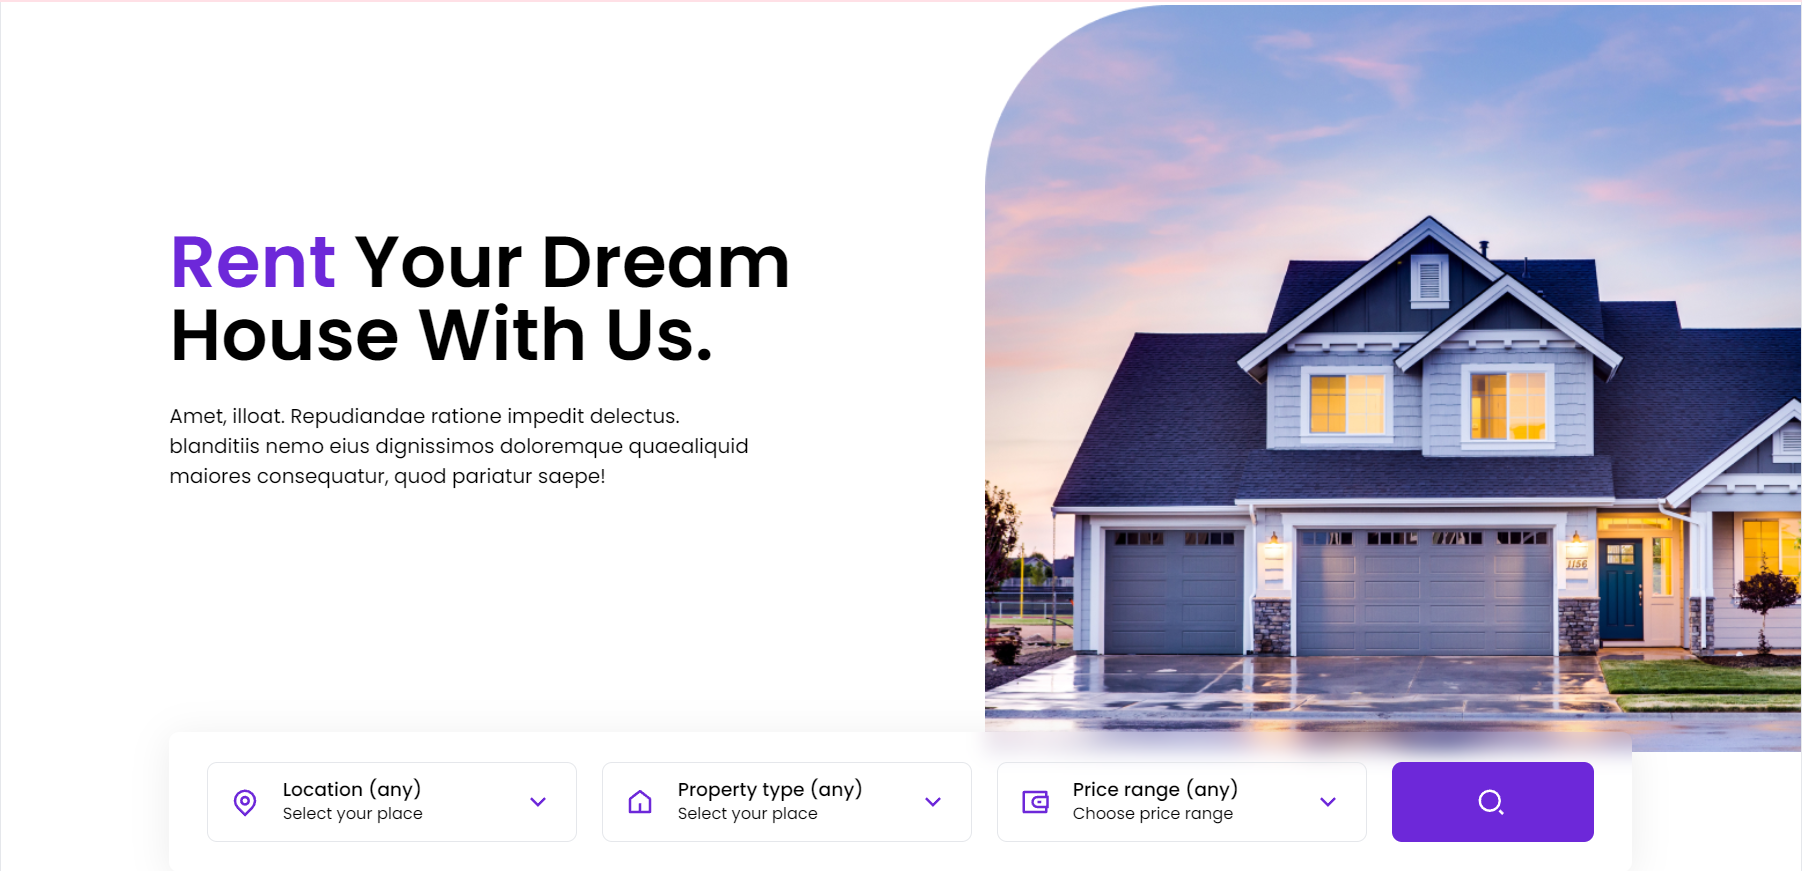 Rent Your Dream
House With Us.
Amet, illoat. Repudiandae ratione impedit delectus.
blanditiis nemo eius dignissimos doloremque quaedliquid
maiores consequatur, quod pariatur saepe!
1156
Location (any)
Select your place
Property type (any)
Select your place
Price range (any)
Choose price range